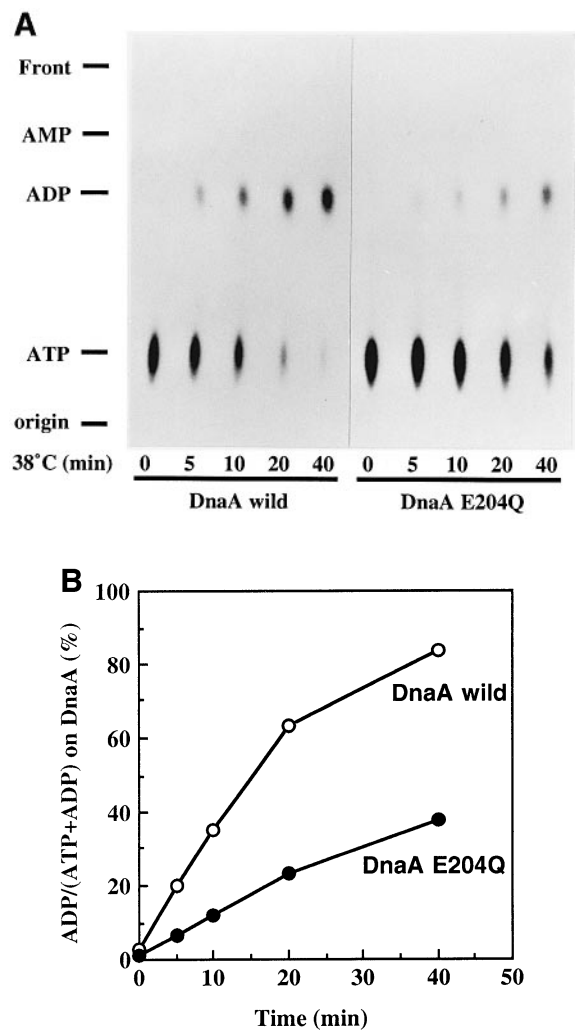 A
Front
AMP
ADP
ATP
origin
38°C (min) 0 5 10 20 40 0 5 10 20 40
DnaA wild DnaA E204Q
B
ADP/(ATP+ADP) on DnaA (%)
100
80
60
40
20
0
DnaA wild
DnaA E204Q
0 10 20 30 40 50
Time (min)